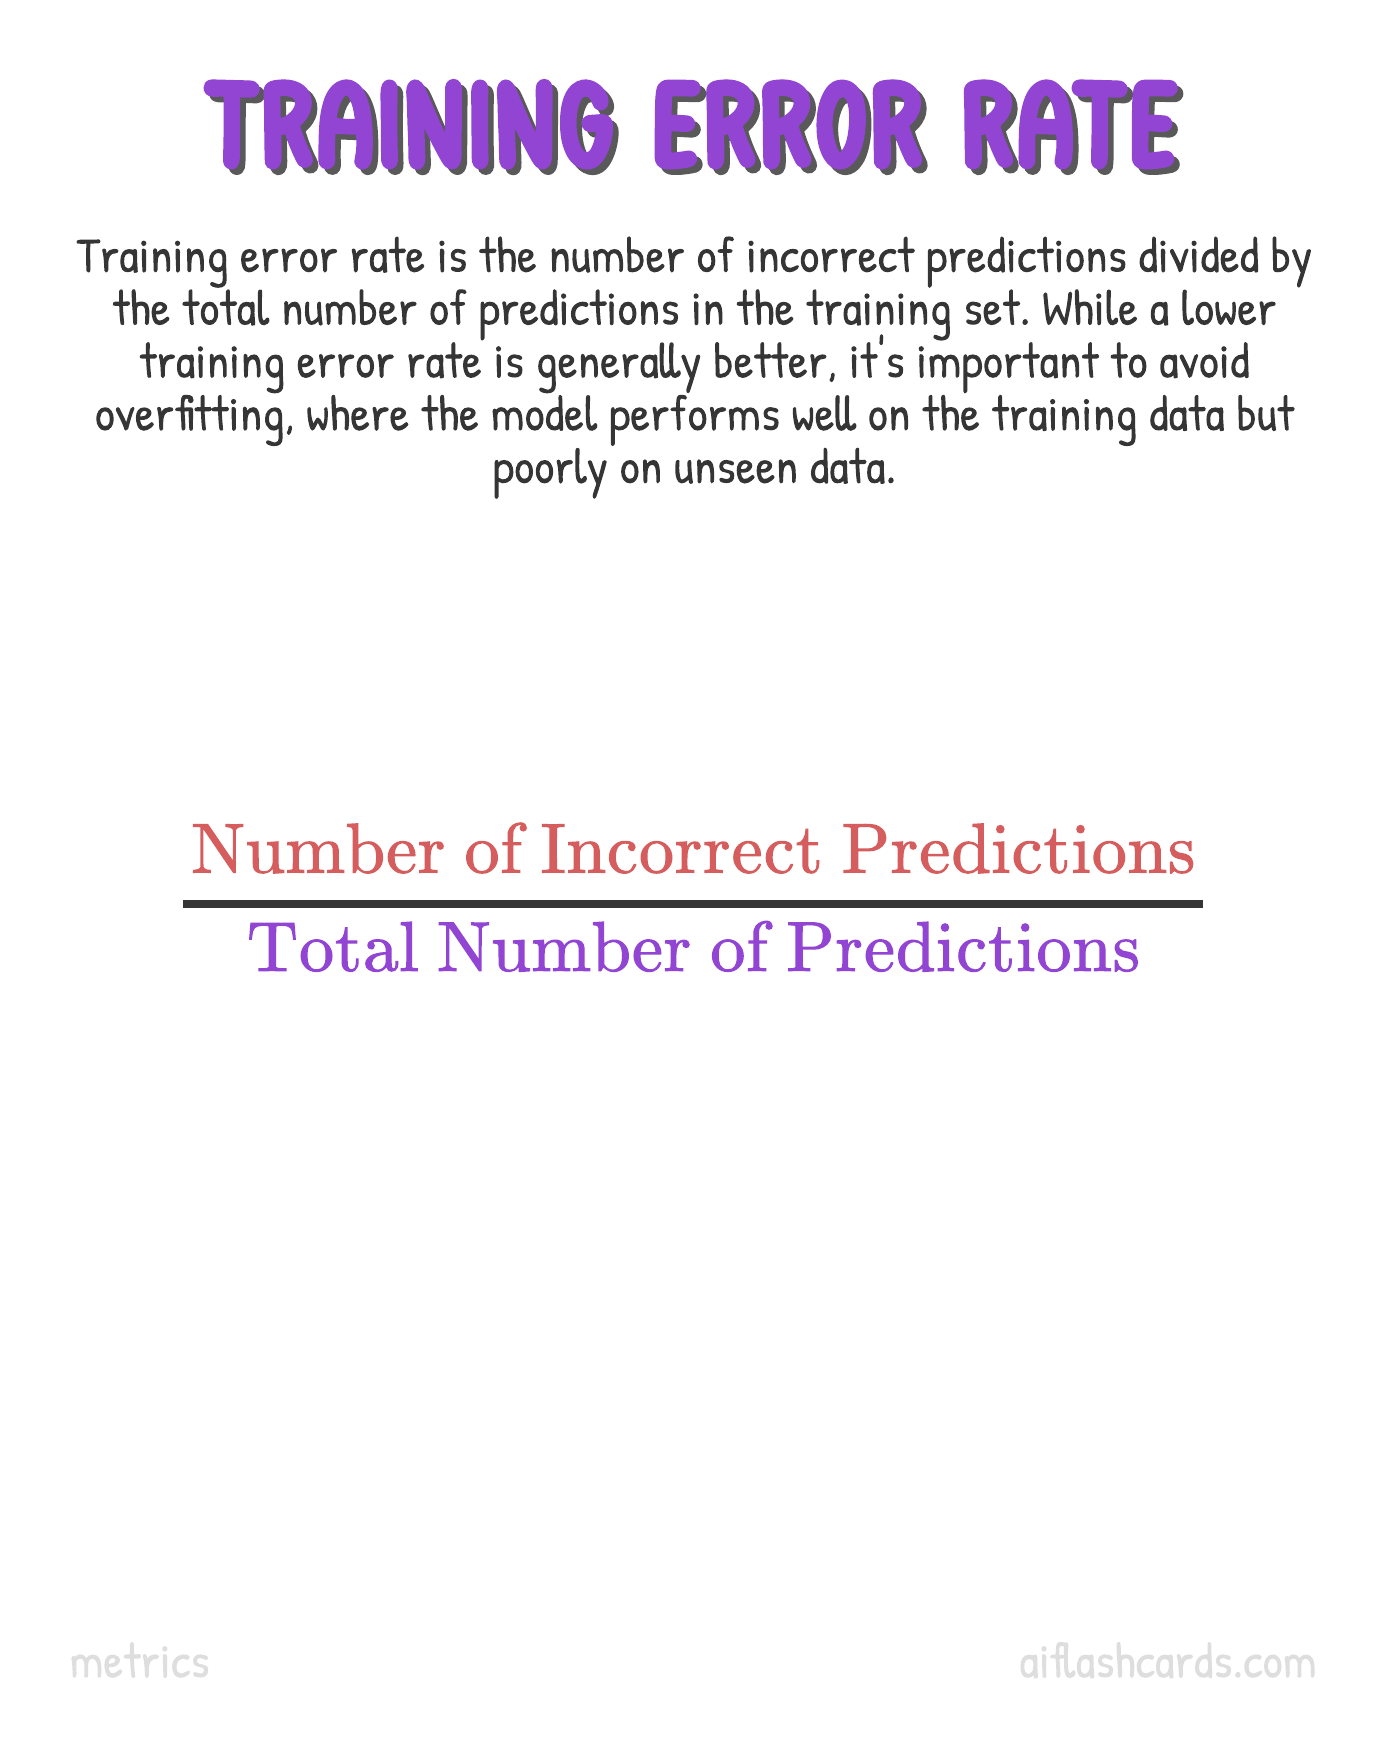 TRAINING ERROR RATE
Training error rate is the number of incorrect predictions divided by
the total number of predictions in the training set. While a lower
training error rate is generally better, it's important to avoid
overfitting, where the model performs well on the training data but
poorly on unseen data.
Number of Incorrect Predictions
Total Number of Predictions
metrics
aiflashcards.com